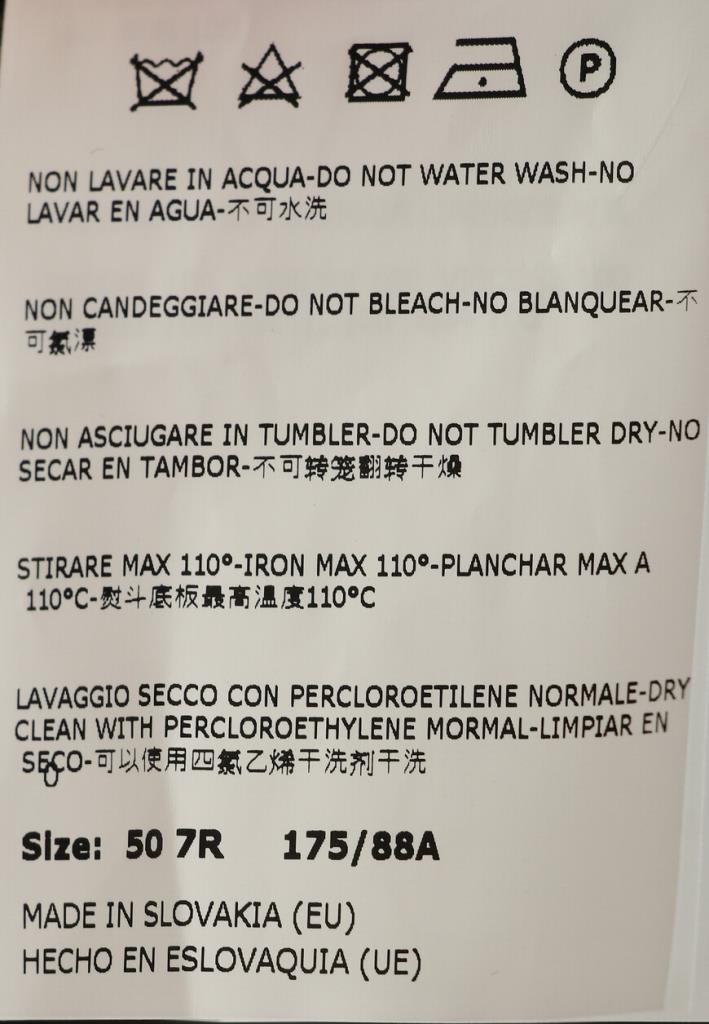 P
NON LAVARE IN ACQUA-DO NOT WATER WASH-NO
LAVAR EN AGUA-不可水洗
NON CANDEGGIARE-DO NOT BLEACH-NO BLANQUEAR-不
可氯漂
NON ASCIUGARE IN TUMBLER-DO NOT TUMBLER DRY-NO
SECAR EN TAMBOR-不可转笼翻转干燥
STIRARE MAX 110°-IRON MAX 110°-PLANCHAR MAX A
110°C-熨斗底板最高温度110°C
LAVAGGIO SECCO CON PERCLOROETILENE NORMALE-DRY
CLEAN WITH PERCLOROETHYLENE MORMAL-LIMPIAR EN
SECO-可以使用四氯乙烯干洗剂干洗
Size: 50 7R 175/88A
MADE IN SLOVAKIA (EU)
HECHO EN ESLOVAQUIA (UE)